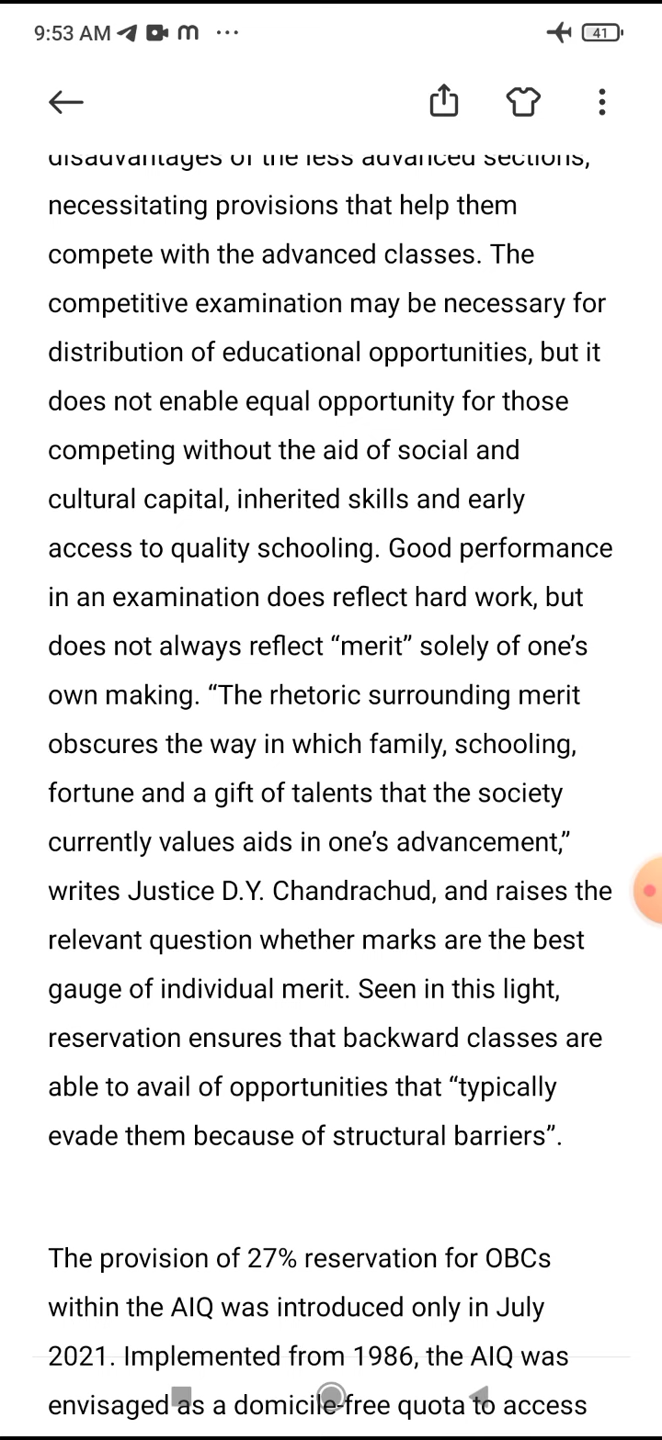 9:53 AM m ...
41
disadvantages of the less advanced sections,
necessitating provisions that help them
compete with the advanced classes. The
competitive examination may be necessary for
distribution of educational opportunities, but it
does not enable equal opportunity for those
competing without the aid of social and
cultural capital, inherited skills and early
access to quality schooling. Good performance
in an examination does reflect hard work, but
does not always reflect “merit” solely of one’s
own making. “The rhetoric surrounding merit
obscures the way in which family, schooling,
fortune and a gift of talents that the society
currently values aids in one’s advancement,”
writes Justice D.Y. Chandrachud, and raises the
relevant question whether marks are the best
gauge of individual merit. Seen in this light,
reservation ensures that backward classes are
able to avail of opportunities that “typically
evade them because of structural barriers”.
The provision of 27% reservation for OBCs
within the AIQ was introduced only in July
2021. Implemented from 1986, the AIQ was
envisaged as a domicile-free quota to access